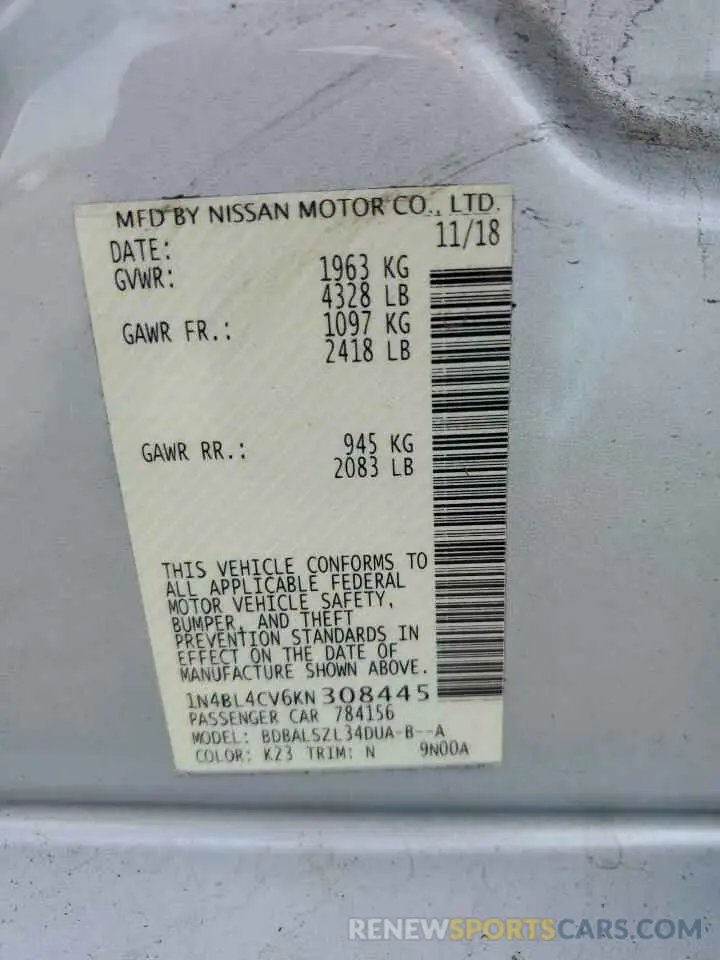 MFD BY NISSAN MOTOR CO., LTD.
DATE: 11/18
GVWR: 1963 KG
4328 LB
GAWR FR.: 1097 KG
2418 LB
GAWR RR.: 945 KG
2083 LB
THIS VEHICLE CONFORMS TO
ALL APPLICABLE FEDERAL
MOTOR VEHICLE SAFETY,
BUMPER, AND THEFT
PREVENTION STANDARDS IN
EFFECT ON THE DATE OF
MANUFACTURE SHOWN ABOVE.
1N4BL4CV6KN308445
PASSENGER CAR 784156
MODEL: BDBALSZL34DUA-B--A
COLOR: K23 TRIM: N 9N00A
RENEWSPORTSCARS.COM